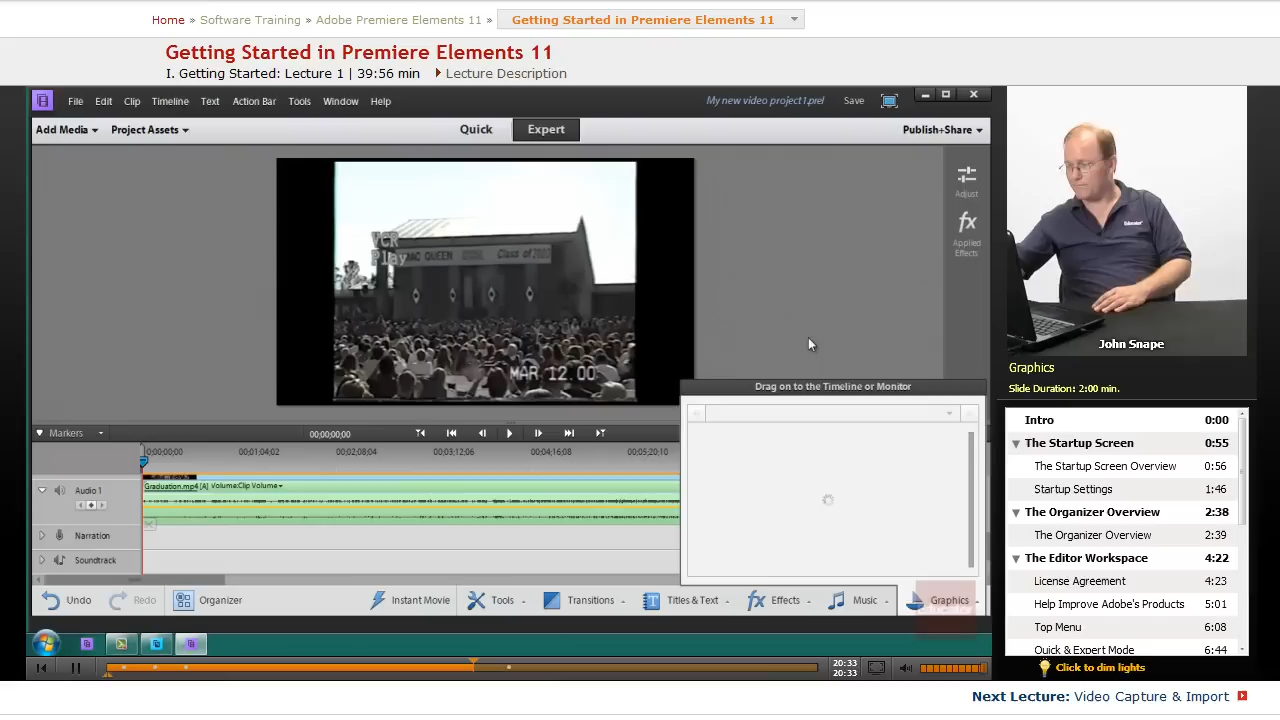 Home » Software Training » Adobe Premiere Elements 11 » Getting Started in Premiere Elements 11
Getting Started in Premiere Elements 11
I. Getting Started: Lecture 1 | 39:56 min Lecture Description
File Edit Clip Timeline Text Action Bar Tools Window Help My new video project1.prel Save
Add Media Project Assets Quick Expert Publish+Share
Adjust
fx
Applied
Effects
VCR
Play
MAC QUEEN Class of
MAR 12.00
John Snape
Graphics
Slide Duration: 2:00 min.
Drag on to the Timeline or Monitor
Markers 00;00;00;00
0;00;00;00 00;01;04;02 00;02;08;04 00;03;12;06 00;04;16;08 00;05;20;10
Audio 1
Graduation.mp4 [A] Volume:Clip Volume
Narration
Soundtrack
Undo Redo Organizer Instant Movie Tools Transitions Titles & Text fx Effects Music Graphics
educator
20:33
20:33
Intro 0:00
The Startup Screen 0:55
The Startup Screen Overview 0:56
Startup Settings 1:46
The Organizer Overview 2:38
The Organizer Overview 2:39
The Editor Workspace 4:22
License Agreement 4:23
Help Improve Adobe's Products 5:01
Top Menu 6:08
Quick & Expert Mode 6:44
Click to dim lights
Next Lecture: Video Capture & Import